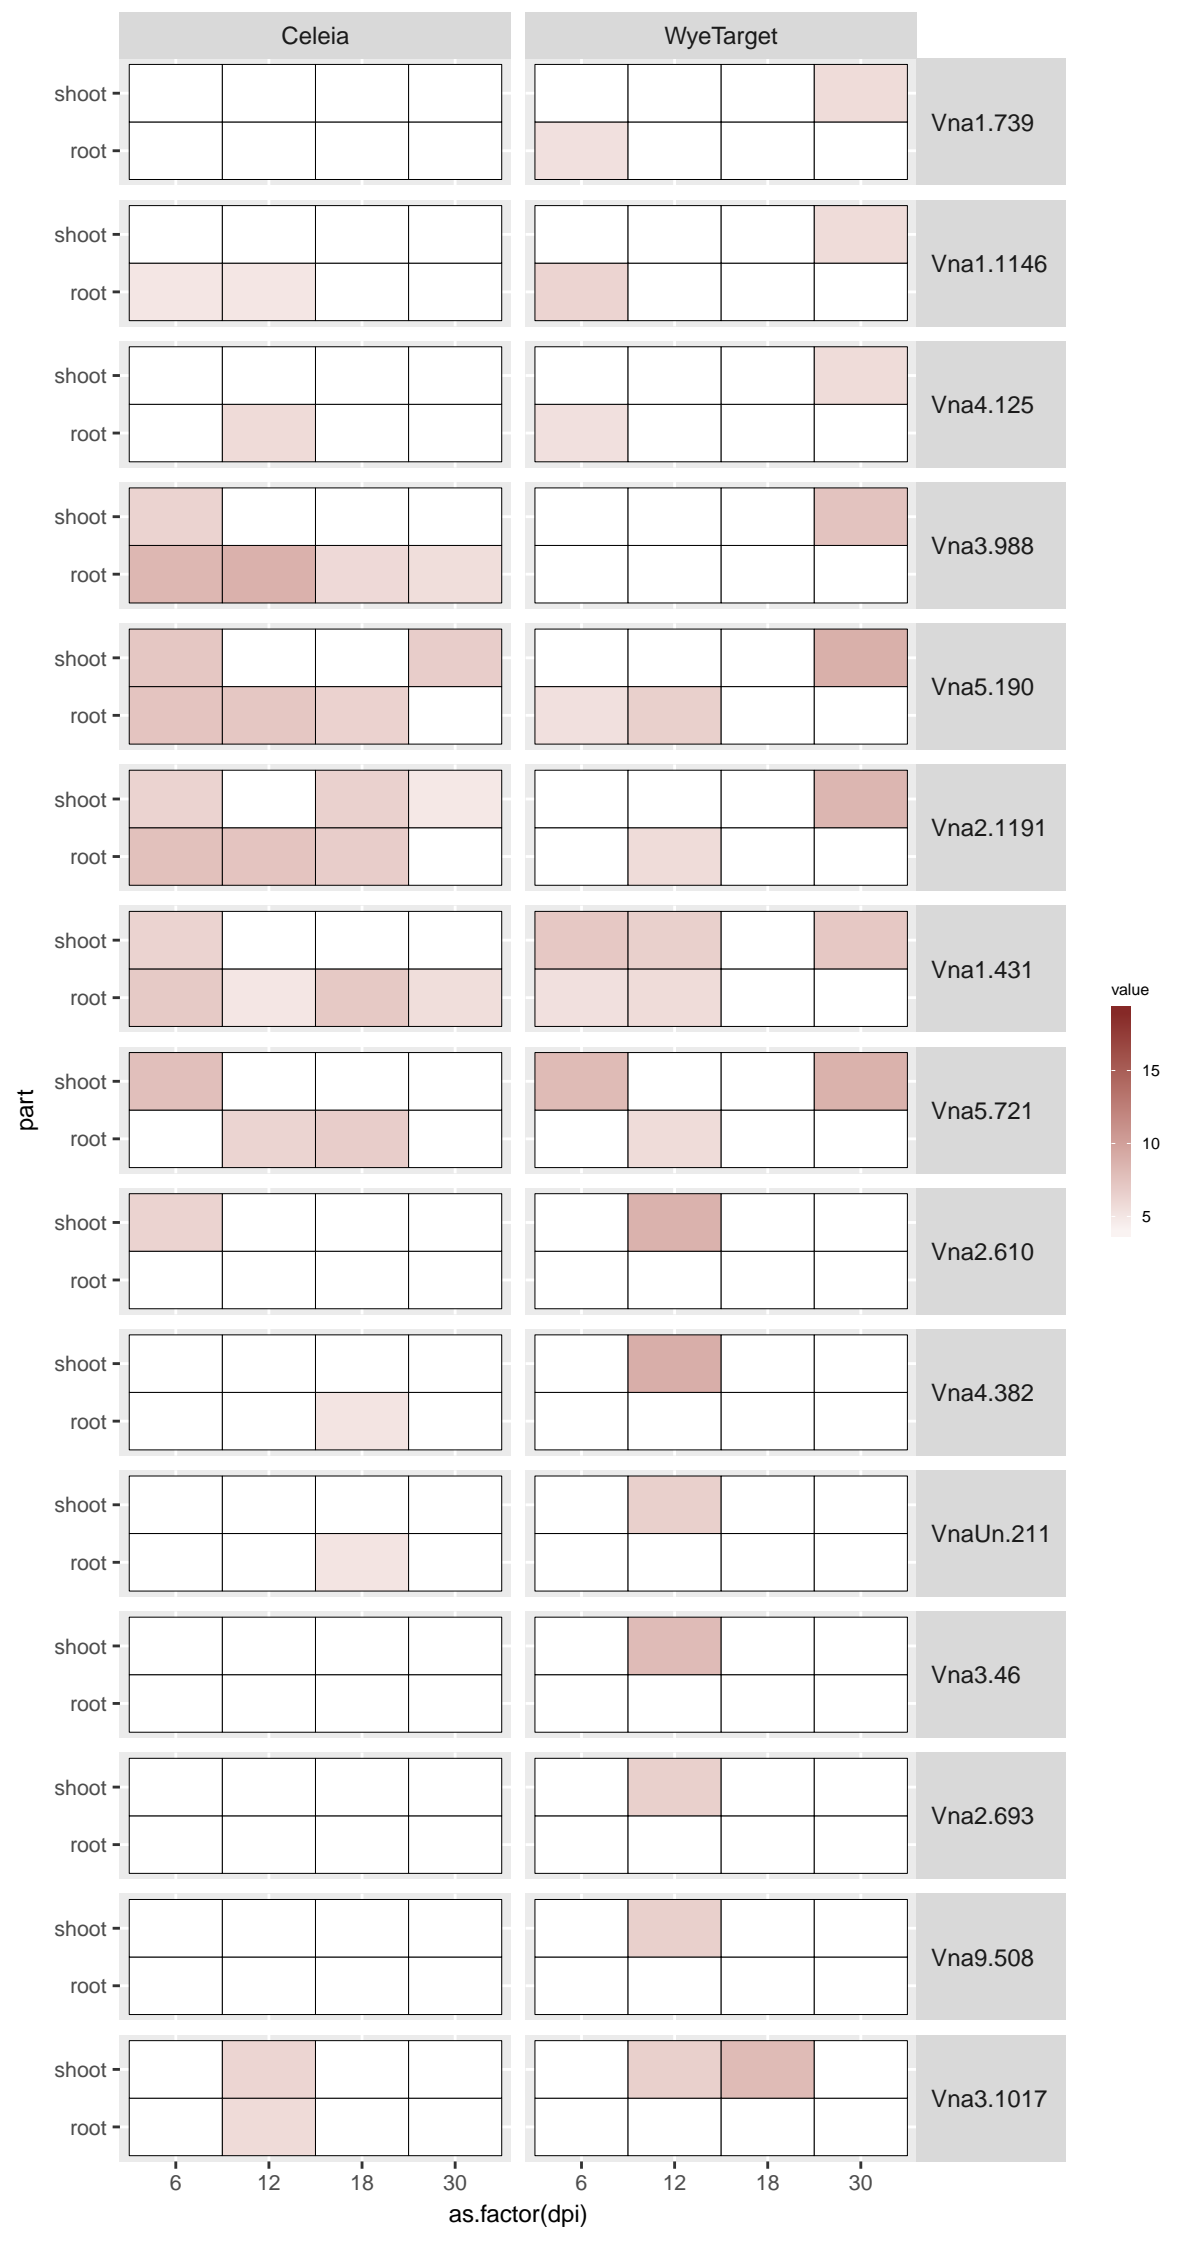 Celeia WyeTarget
shoot
root
Vna1.739
shoot
root
Vna1.1146
shoot
root
Vna4.125
shoot
root
Vna3.988
shoot
root
Vna5.190
shoot
root
Vna2.1191
shoot
root
Vna1.431
shoot
root
Vna5.721
shoot
root
Vna2.610
shoot
root
Vna4.382
shoot
root
VnaUn.211
shoot
root
Vna3.46
shoot
root
Vna2.693
shoot
root
Vna9.508
shoot
root
Vna3.1017
6 12 18 30 6 12 18 30
as.factor(dpi)
part
value
15
10
5